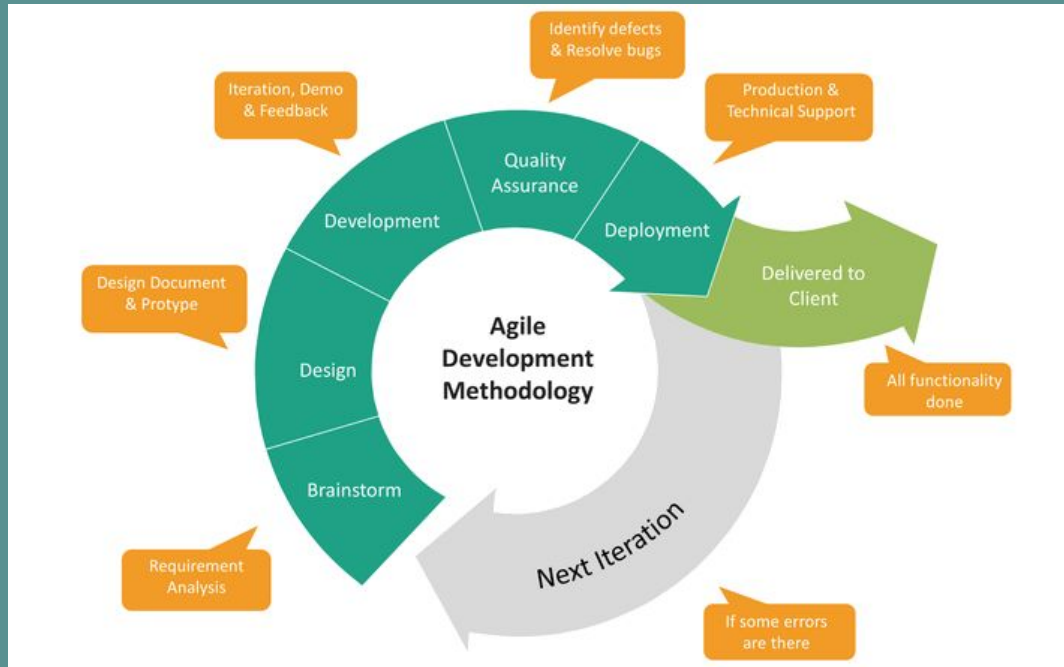 Identify defects
& Resolve bugs
Iteration, Demo
& Feedback
Production &
Technical Support
Quality
Assurance
Development
Deployment
Delivered to
Client
Design Document
& Protype
Agile
Development
Methodology
Design
All functionality
done
Brainstorm
Next Iteration
Requirement
Analysis
If some errors
are there